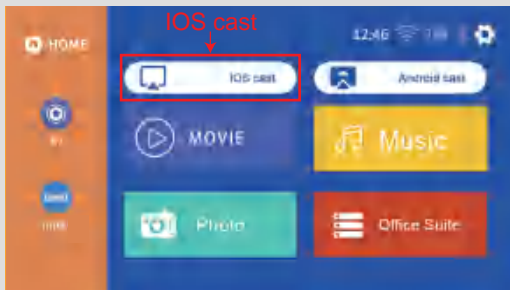 IOS cast
12:46
HOME
IOS cast
Android cast
MOVIE
Music
Photo
Office Suite